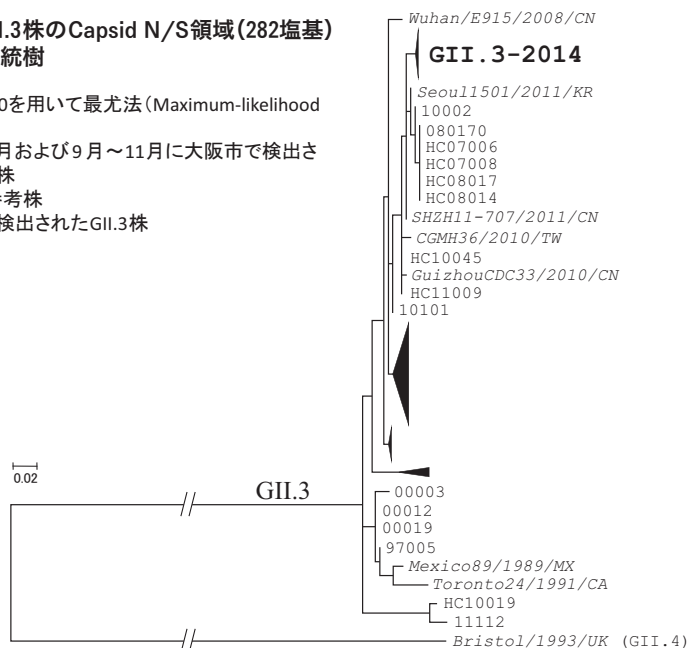 I.3株のCapsid N/S領域(282塩基)
統樹
0を用いて最尤法(Maximum-likelihood
月および9月～11月に大阪市で検出さ
株
考株
検出されたGII.3株
Wuhan/E915/2008/CN
GII.3-2014
Seoul1501/2011/KR
10002
080170
HC07006
HC07008
HC08017
HC08014
SHZH11-707/2011/CN
CGMH36/2010/TW
HC10045
GuizhouCDC33/2010/CN
HC11009
10101
0.02
GII.3
00003
00012
00019
97005
Mexico89/1989/MX
Toronto24/1991/CA
HC10019
11112
Bristol/1993/UK (GII.4)